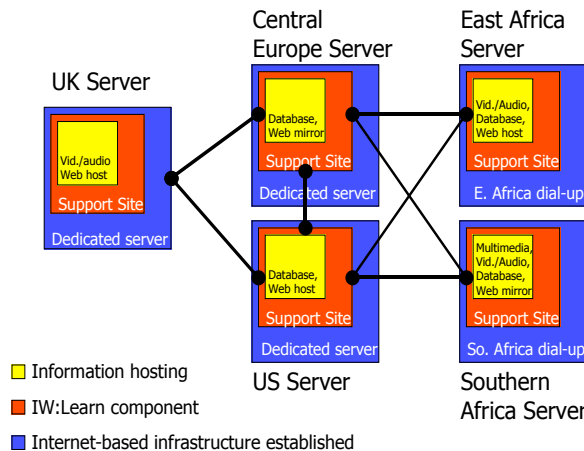 UK Server
Vid./audio
Web host
Support Site
Dedicated server
Central
Europe Server
Database,
Web mirror
Support Site
Dedicated server
Database,
Web host
Support Site
Dedicated server
US Server
East Africa
Server
Vid./Audio,
Database,
Web host
Support Site
E. Africa dial-up
Multimedia,
Vid./Audio,
Database,
Web mirror
Support Site
So. Africa dial-up
Southern
Africa Server
Information hosting
IW:Learn component
Internet-based infrastructure established